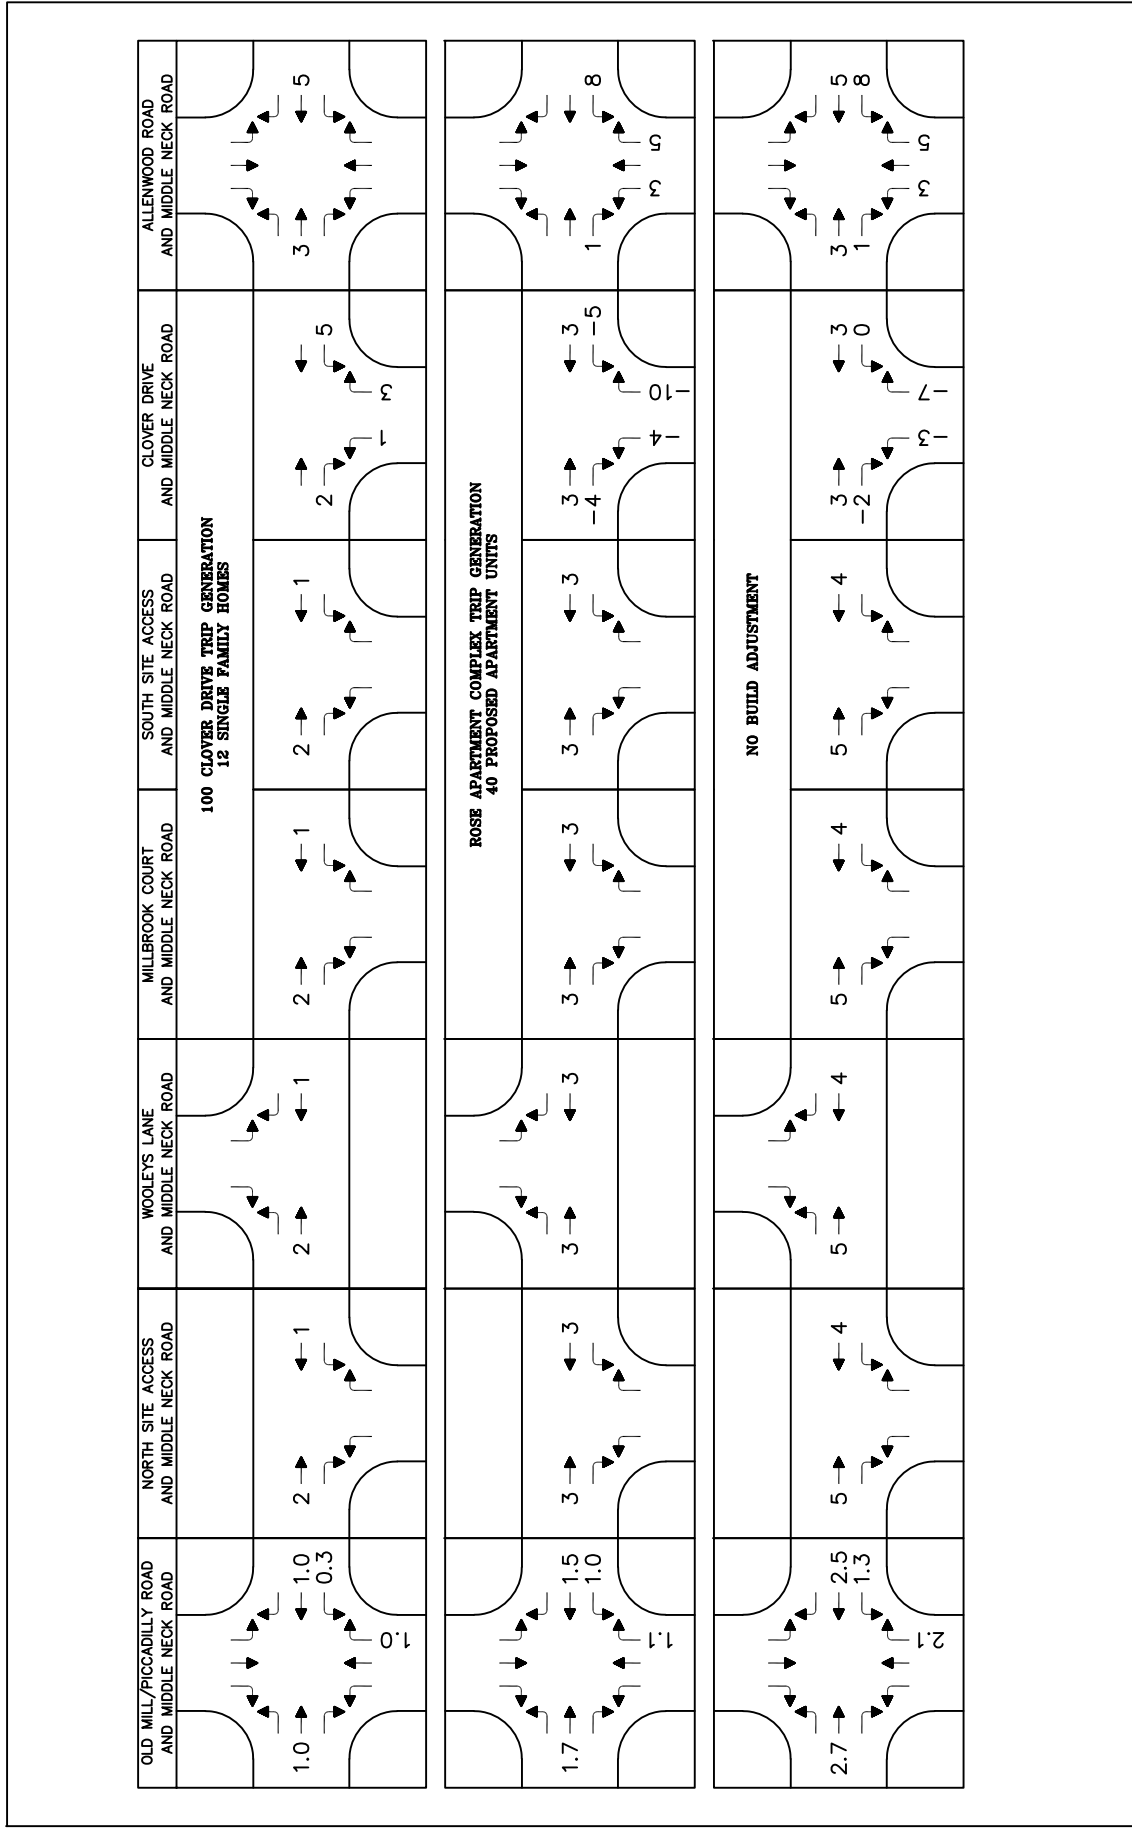 OLD MILL/PICCADILLY ROAD
AND MIDDLE NECK ROAD
NORTH SITE ACCESS
AND MIDDLE NECK ROAD
WOOLEYS LANE
AND MIDDLE NECK ROAD
MILLBROOK COURT
AND MIDDLE NECK ROAD
SOUTH SITE ACCESS
AND MIDDLE NECK ROAD
CLOVER DRIVE
AND MIDDLE NECK ROAD
ALLENWOOD ROAD
AND MIDDLE NECK ROAD
100 CLOVER DRIVE TRIP GENERATION
12 SINGLE FAMILY HOMES
1.0 1.0 2 1 2 1 2 1 2 1 3 5
0.3 2 5
1.0 1 3
ROSE APARTMENT COMPLEX TRIP GENERATION
40 PROPOSED APARTMENT UNITS
1.7 1.5 3 3 3 3 3 3 3 3 3 3
1.0 -4 -5 1 8
1.1 -4 -10 3 5
NO BUILD ADJUSTMENT
2.7 2.5 5 4 5 4 5 4 5 4 3 3 3 5
1.3 -2 0 1 8
2.1 -3 -7 3 5